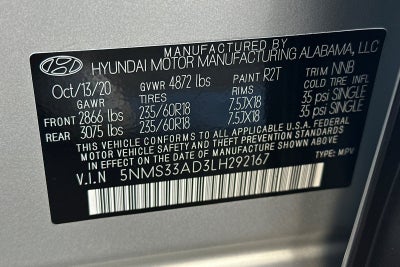 MANUFACTURED BY
HYUNDAI MOTOR MANUFACTURING ALABAMA, LLC
Oct/13/20 GVWR 4872 lbs PAINT R2T TRIM NNB
GAWR TIRES RIMS COLD TIRE INFL
FRONT 2866 lbs 235/60R18 7.5JX18 35 psi SINGLE
REAR 3075 lbs 235/60R18 7.5JX18 35 psi SINGLE
THIS VEHICLE CONFORMS TO ALL APPLICABLE U.S.A. FEDERAL
MOTOR VEHICLE SAFETY, BUMPER, AND THEFT PREVENTION STANDARDS
IN EFFECT ON THE DATE OF MANUFACTURE SHOWN ABOVE.
V.I.N 5NMS33AD3LH292167 TYPE: MPV